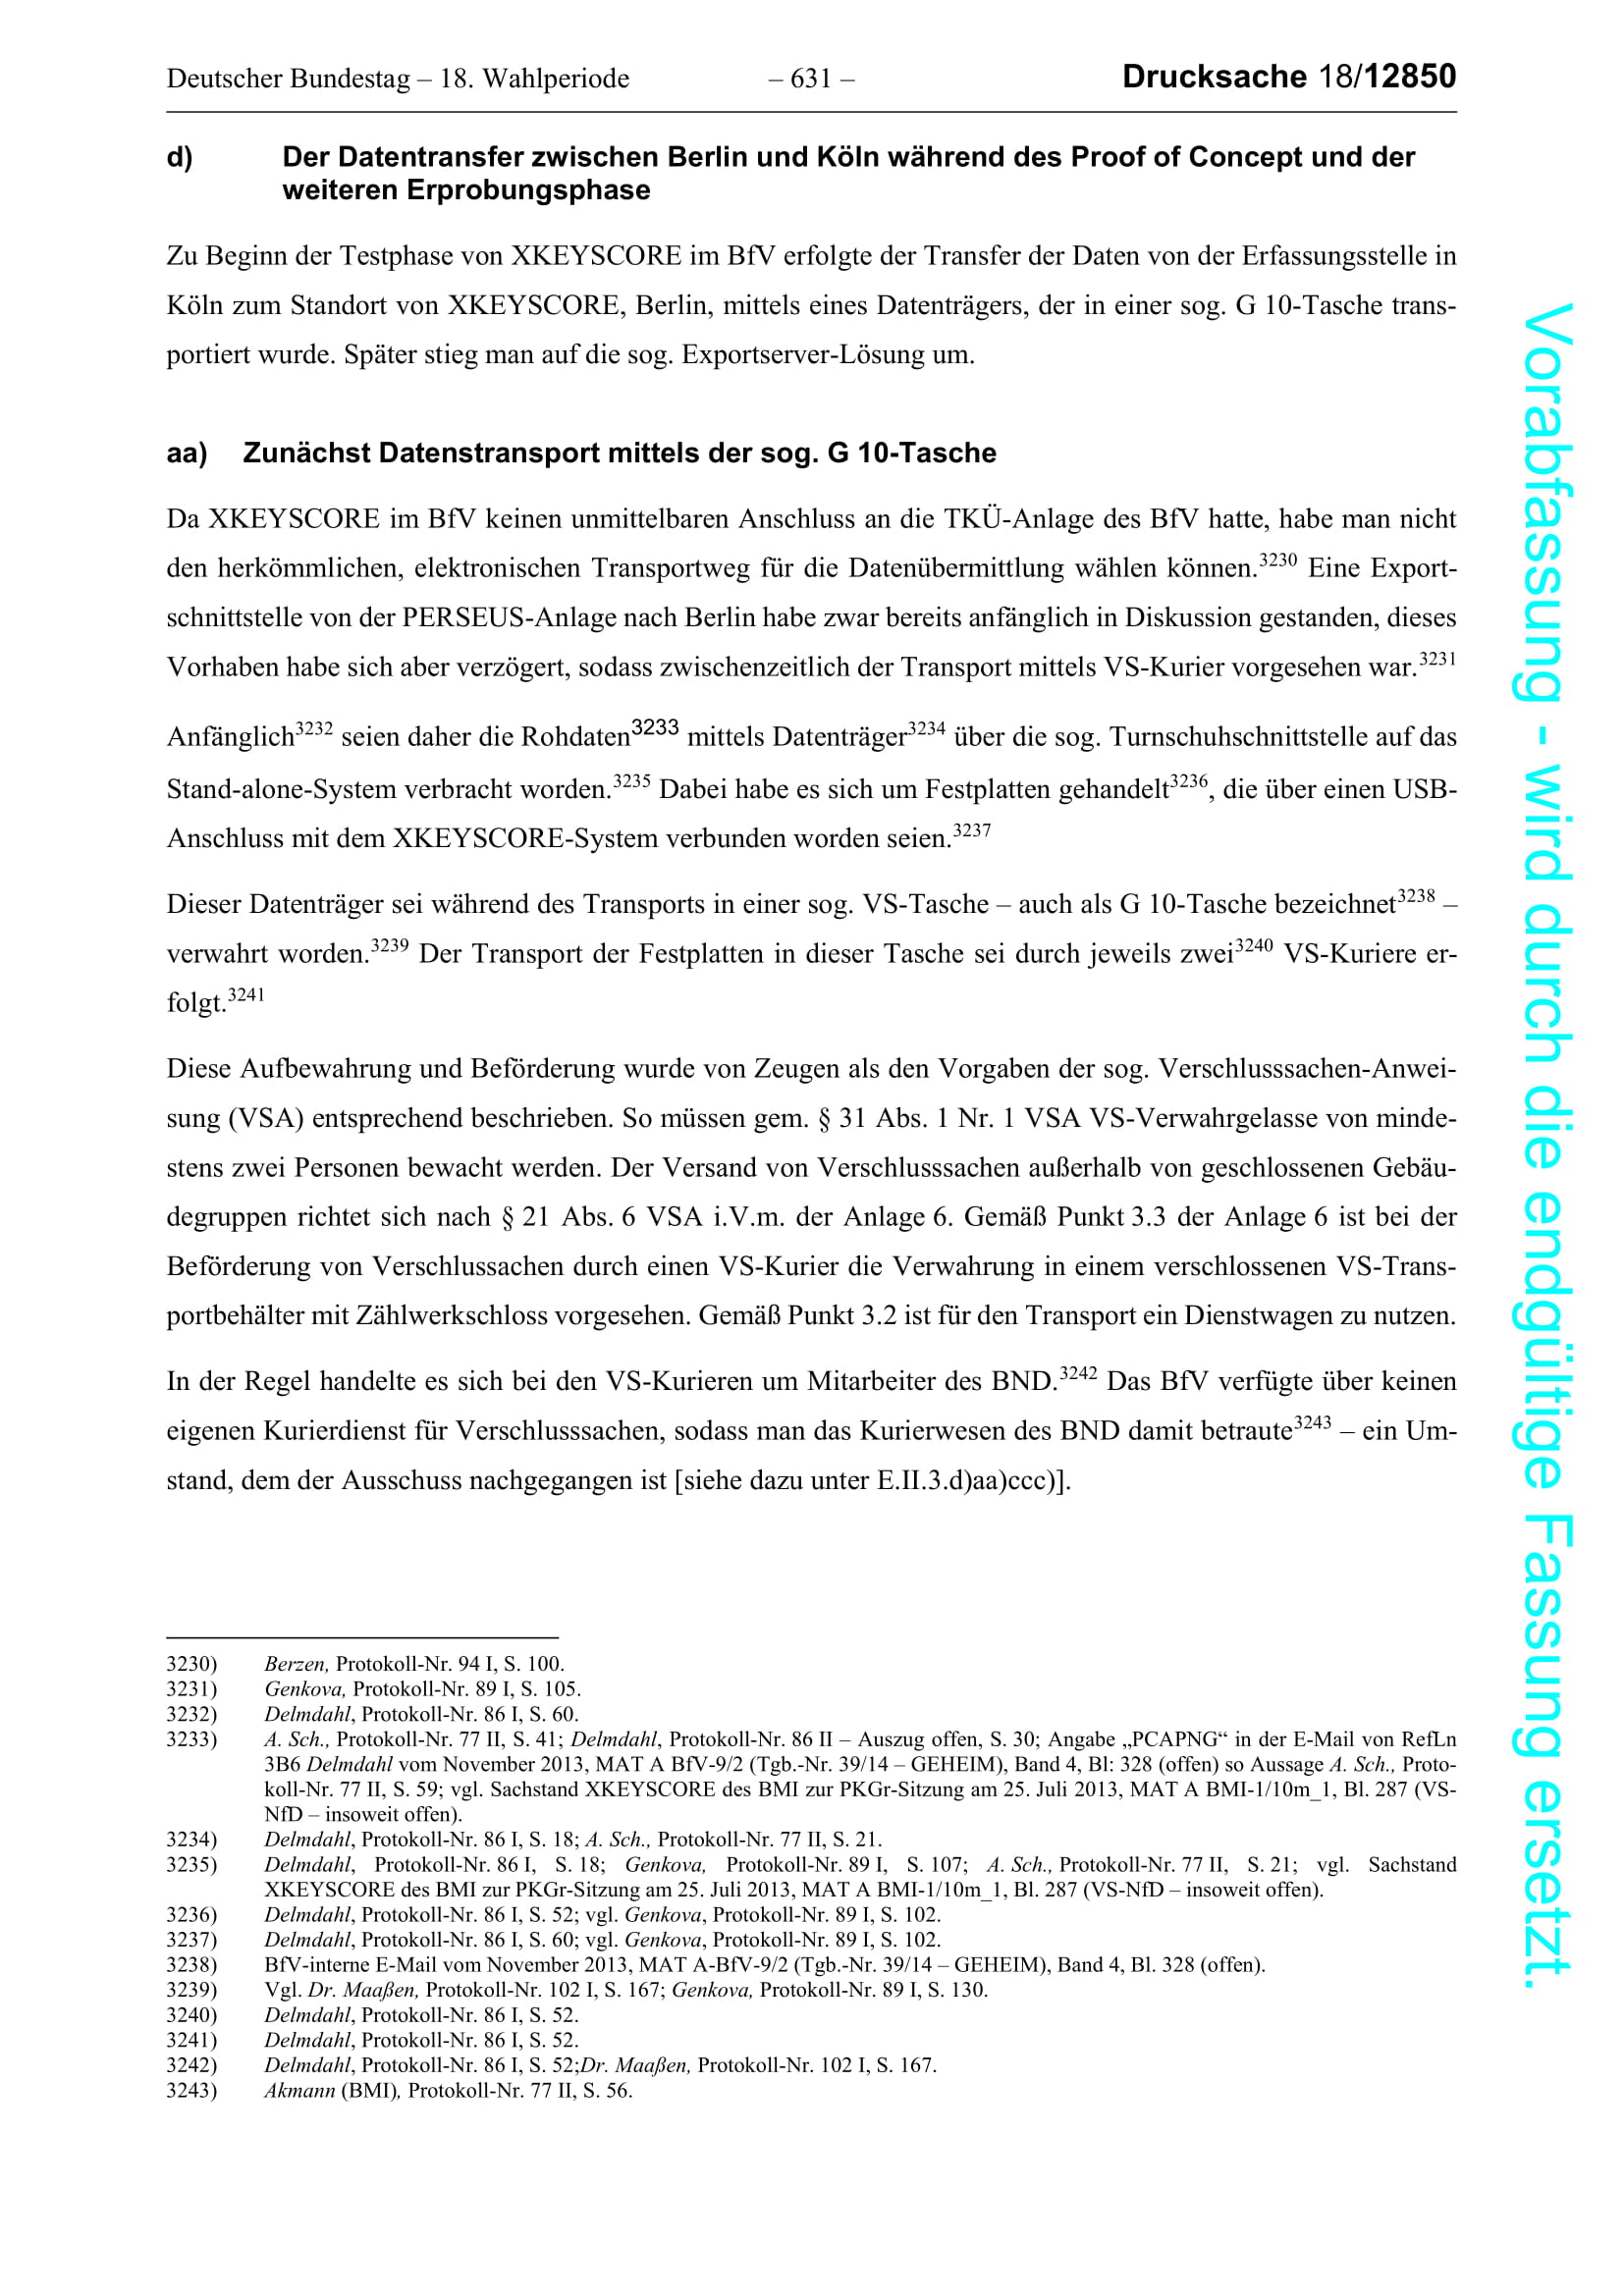 Deutscher Bundestag – 18. Wahlperiode – 631 – Drucksache 18/12850
d) Der Datentransfer zwischen Berlin und Köln während des Proof of Concept und der
weiteren Erprobungsphase
Zu Beginn der Testphase von XKEYSCORE im BfV erfolgte der Transfer der Daten von der Erfassungsstelle in
Köln zum Standort von XKEYSCORE, Berlin, mittels eines Datenträgers, der in einer sog. G 10-Tasche trans-
portiert wurde. Später stieg man auf die sog. Exportserver-Lösung um.
aa) Zunächst Datenstransport mittels der sog. G 10-Tasche
Da XKEYSCORE im BfV keinen unmittelbaren Anschluss an die TKÜ-Anlage des BfV hatte, habe man nicht
den herkömmlichen, elektronischen Transportweg für die Datenübermittlung wählen können.3230 Eine Export-
schnittstelle von der PERSEUS-Anlage nach Berlin habe zwar bereits anfänglich in Diskussion gestanden, dieses
Vorhaben habe sich aber verzögert, sodass zwischenzeitlich der Transport mittels VS-Kurier vorgesehen war.3231
Anfänglich3232 seien daher die Rohdaten3233 mittels Datenträger3234 über die sog. Turnschuhschnittstelle auf das
Stand-alone-System verbracht worden.3235 Dabei habe es sich um Festplatten gehandelt3236, die über einen USB-
Anschluss mit dem XKEYSCORE-System verbunden worden seien.3237
Dieser Datenträger sei während des Transports in einer sog. VS-Tasche – auch als G 10-Tasche bezeichnet3238 –
verwahrt worden.3239 Der Transport der Festplatten in dieser Tasche sei durch jeweils zwei3240 VS-Kuriere er-
folgt.3241
Diese Aufbewahrung und Beförderung wurde von Zeugen als den Vorgaben der sog. Verschlusssachen-Anwei-
sung (VSA) entsprechend beschrieben. So müssen gem. § 31 Abs. 1 Nr. 1 VSA VS-Verwahrgelasse von minde-
stens zwei Personen bewacht werden. Der Versand von Verschlusssachen außerhalb von geschlossenen Gebäu-
degruppen richtet sich nach § 21 Abs. 6 VSA i.V.m. der Anlage 6. Gemäß Punkt 3.3 der Anlage 6 ist bei der
Beförderung von Verschlussachen durch einen VS-Kurier die Verwahrung in einem verschlossenen VS-Trans-
portbehälter mit Zählwerkschloss vorgesehen. Gemäß Punkt 3.2 ist für den Transport ein Dienstwagen zu nutzen.
In der Regel handelte es sich bei den VS-Kurieren um Mitarbeiter des BND.3242 Das BfV verfügte über keinen
eigenen Kurierdienst für Verschlusssachen, sodass man das Kurierwesen des BND damit betraute3243 – ein Um-
stand, dem der Ausschuss nachgegangen ist [siehe dazu unter E.II.3.d)aa)ccc)].
3230) Berzen, Protokoll-Nr. 94 I, S. 100.
3231) Genkova, Protokoll-Nr. 89 I, S. 105.
3232) Delmdahl, Protokoll-Nr. 86 I, S. 60.
3233) A. Sch., Protokoll-Nr. 77 II, S. 41; Delmdahl, Protokoll-Nr. 86 II – Auszug offen, S. 30; Angabe „PCAPNG“ in der E-Mail von RefLn
3B6 Delmdahl vom November 2013, MAT A BfV-9/2 (Tgb.-Nr. 39/14 – GEHEIM), Band 4, Bl: 328 (offen) so Aussage A. Sch., Proto-
koll-Nr. 77 II, S. 59; vgl. Sachstand XKEYSCORE des BMI zur PKGr-Sitzung am 25. Juli 2013, MAT A BMI-1/10m_1, Bl. 287 (VS-
NfD – insoweit offen).
3234) Delmdahl, Protokoll-Nr. 86 I, S. 18; A. Sch., Protokoll-Nr. 77 II, S. 21.
3235) Delmdahl, Protokoll-Nr. 86 I, S. 18; Genkova, Protokoll-Nr. 89 I, S. 107; A. Sch., Protokoll-Nr. 77 II, S. 21; vgl. Sachstand
XKEYSCORE des BMI zur PKGr-Sitzung am 25. Juli 2013, MAT A BMI-1/10m_1, Bl. 287 (VS-NfD – insoweit offen).
3236) Delmdahl, Protokoll-Nr. 86 I, S. 52; vgl. Genkova, Protokoll-Nr. 89 I, S. 102.
3237) Delmdahl, Protokoll-Nr. 86 I, S. 60; vgl. Genkova, Protokoll-Nr. 89 I, S. 102.
3238) BfV-interne E-Mail vom November 2013, MAT A-BfV-9/2 (Tgb.-Nr. 39/14 – GEHEIM), Band 4, Bl. 328 (offen).
3239) Vgl. Dr. Maaßen, Protokoll-Nr. 102 I, S. 167; Genkova, Protokoll-Nr. 89 I, S. 130.
3240) Delmdahl, Protokoll-Nr. 86 I, S. 52.
3241) Delmdahl, Protokoll-Nr. 86 I, S. 52.
3242) Delmdahl, Protokoll-Nr. 86 I, S. 52;Dr. Maaßen, Protokoll-Nr. 102 I, S. 167.
3243) Akmann (BMI), Protokoll-Nr. 77 II, S. 56.
Vorabfassung - wird durch die endgültige Fassung ersetzt.